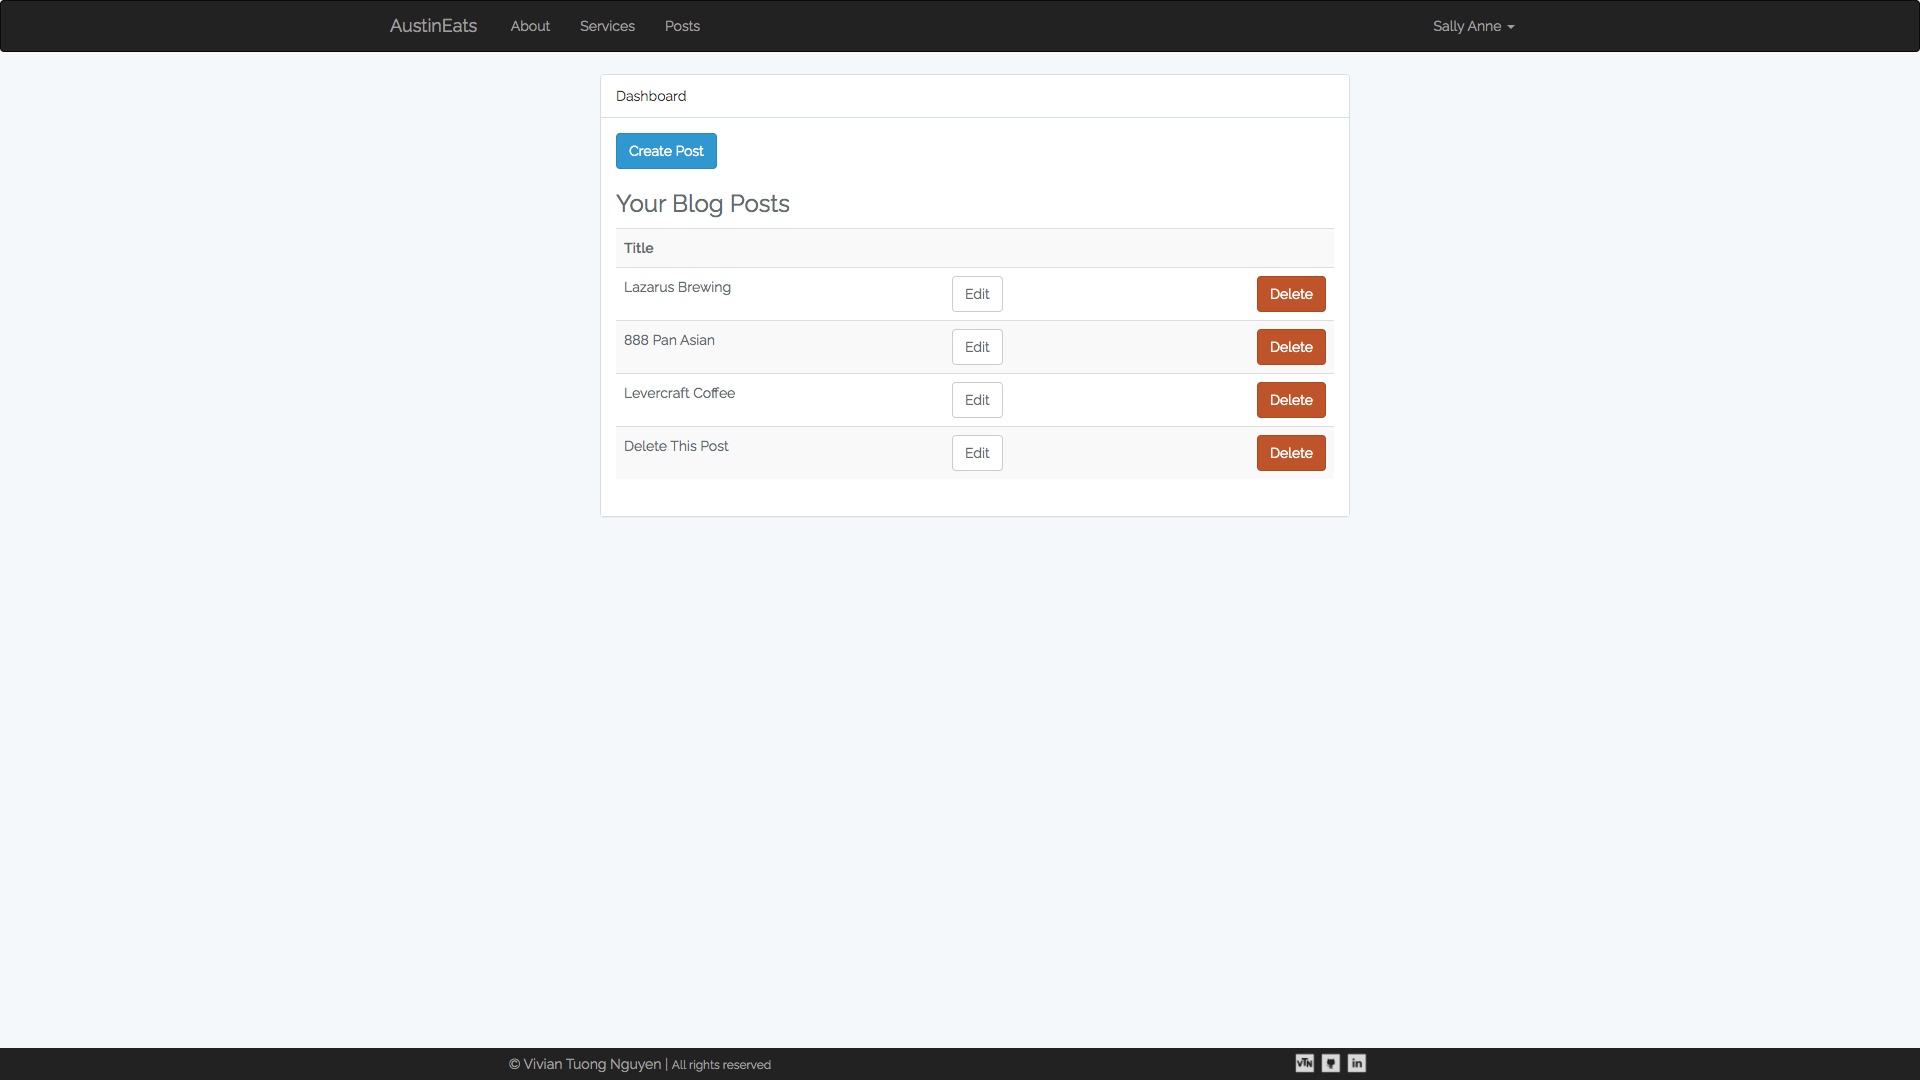 AustinEats About Services Posts Sally Anne
Dashboard
Create Post
Your Blog Posts
Title
Lazarus Brewing Edit Delete
888 Pan Asian Edit Delete
Levercraft Coffee Edit Delete
Delete This Post Edit Delete
© Vivian Tuong Nguyen | All rights reserved VTN in